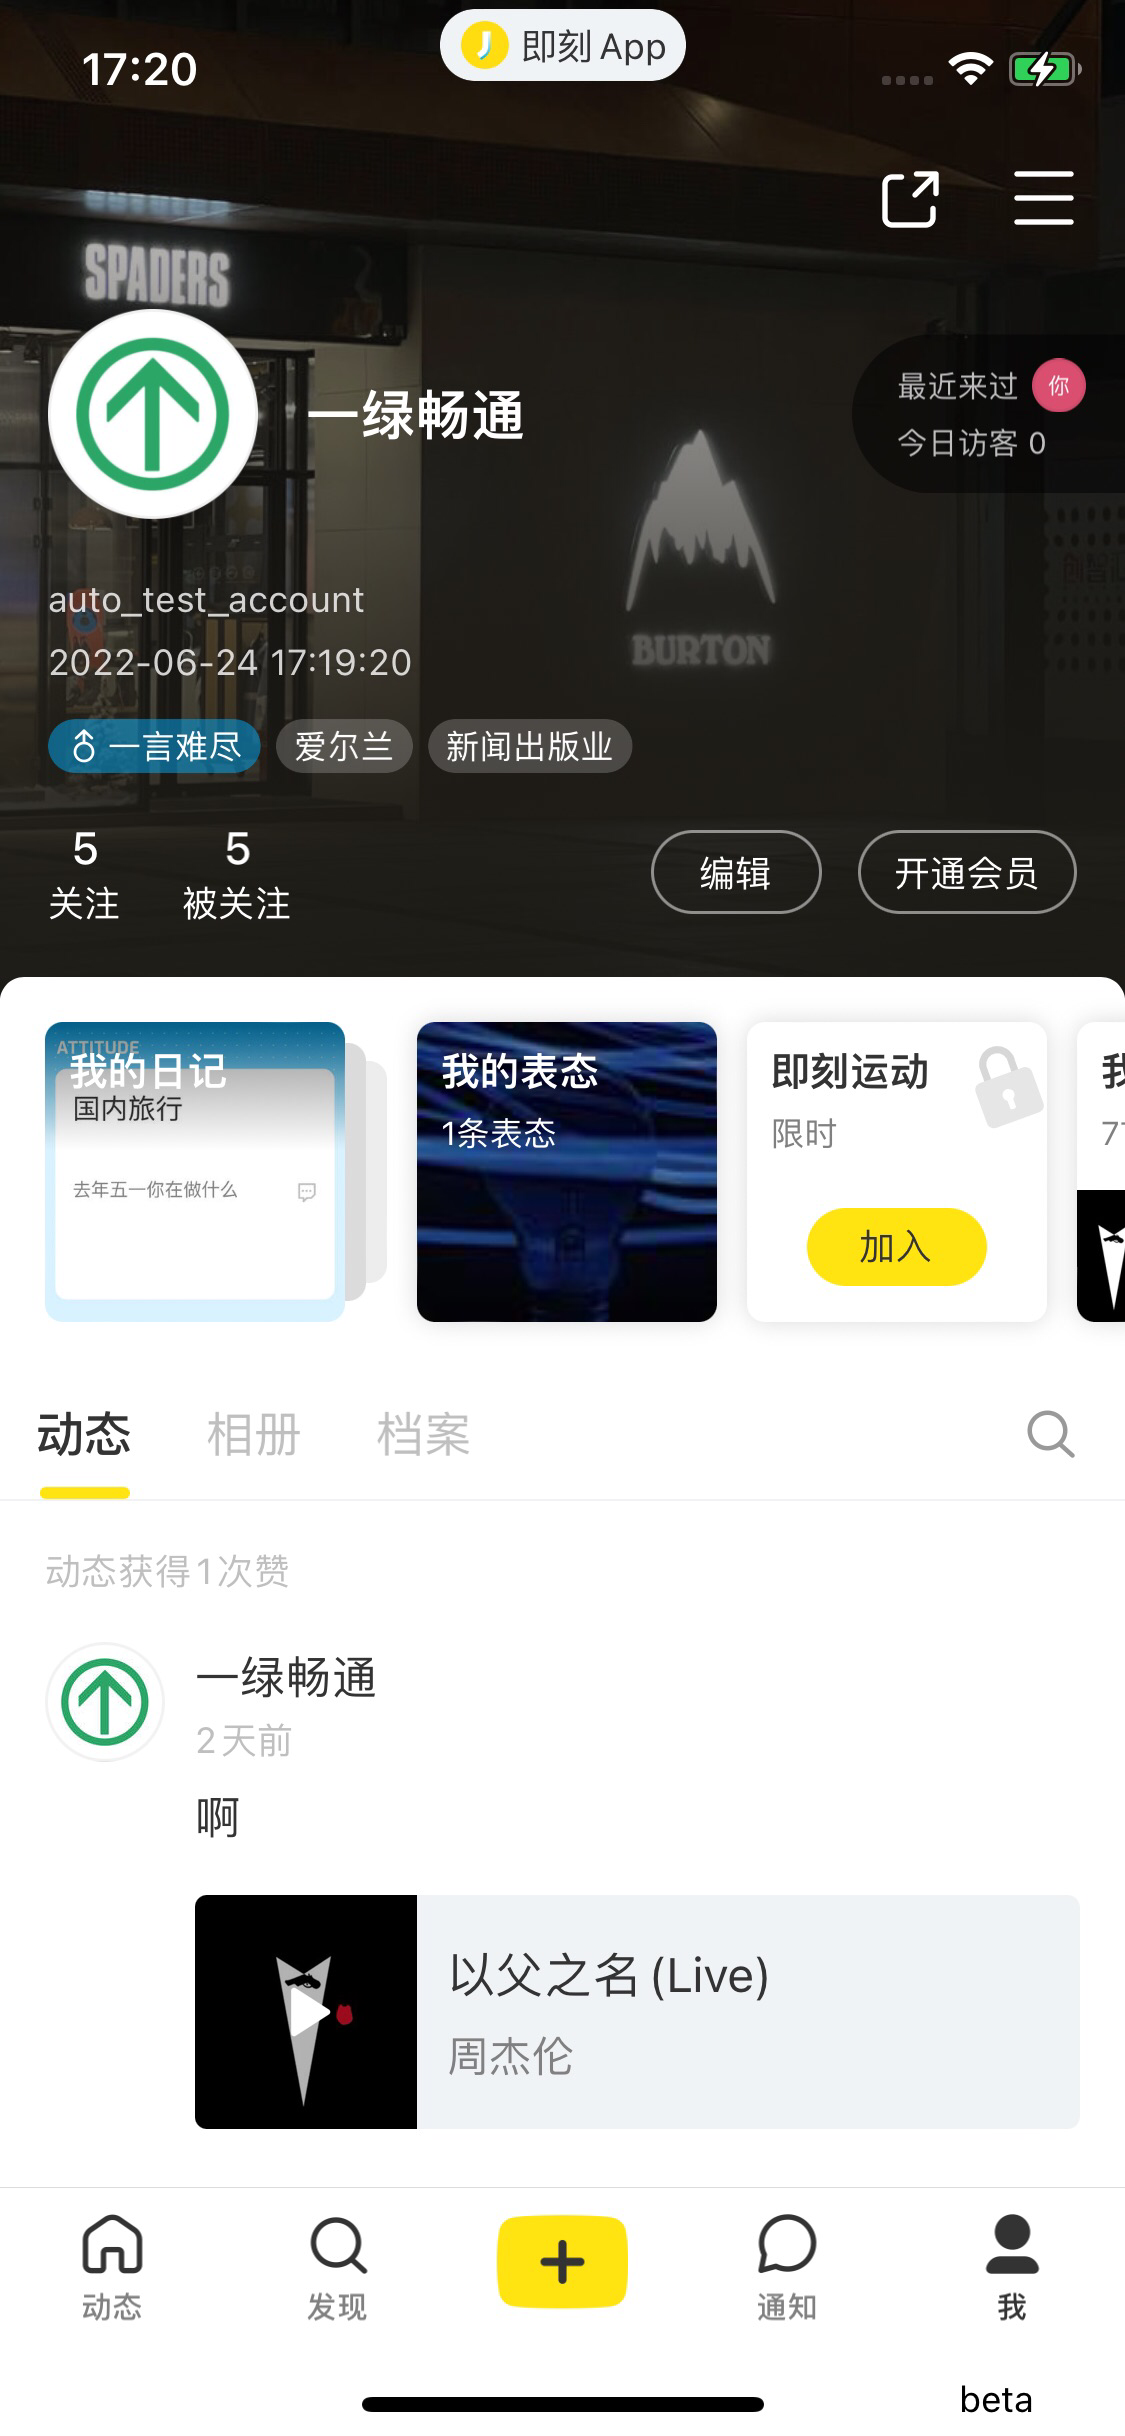 17:20
即刻 App
SPADERS
一绿畅通
最近来过 你
今日访客 0
BURTON
auto_test_account
2022-06-24 17:19:20
一言难尽 爱尔兰 新闻出版业
5 5
关注 被关注
编辑 开通会员
ATTITUDE
我的日记
国内旅行
去年五一你在做什么
我的表态
1条表态
即刻运动
限时
加入
动态 相册 档案
动态获得1次赞
一绿畅通
2天前
啊
以父之名 (Live)
周杰伦
动态 发现 通知 我
beta